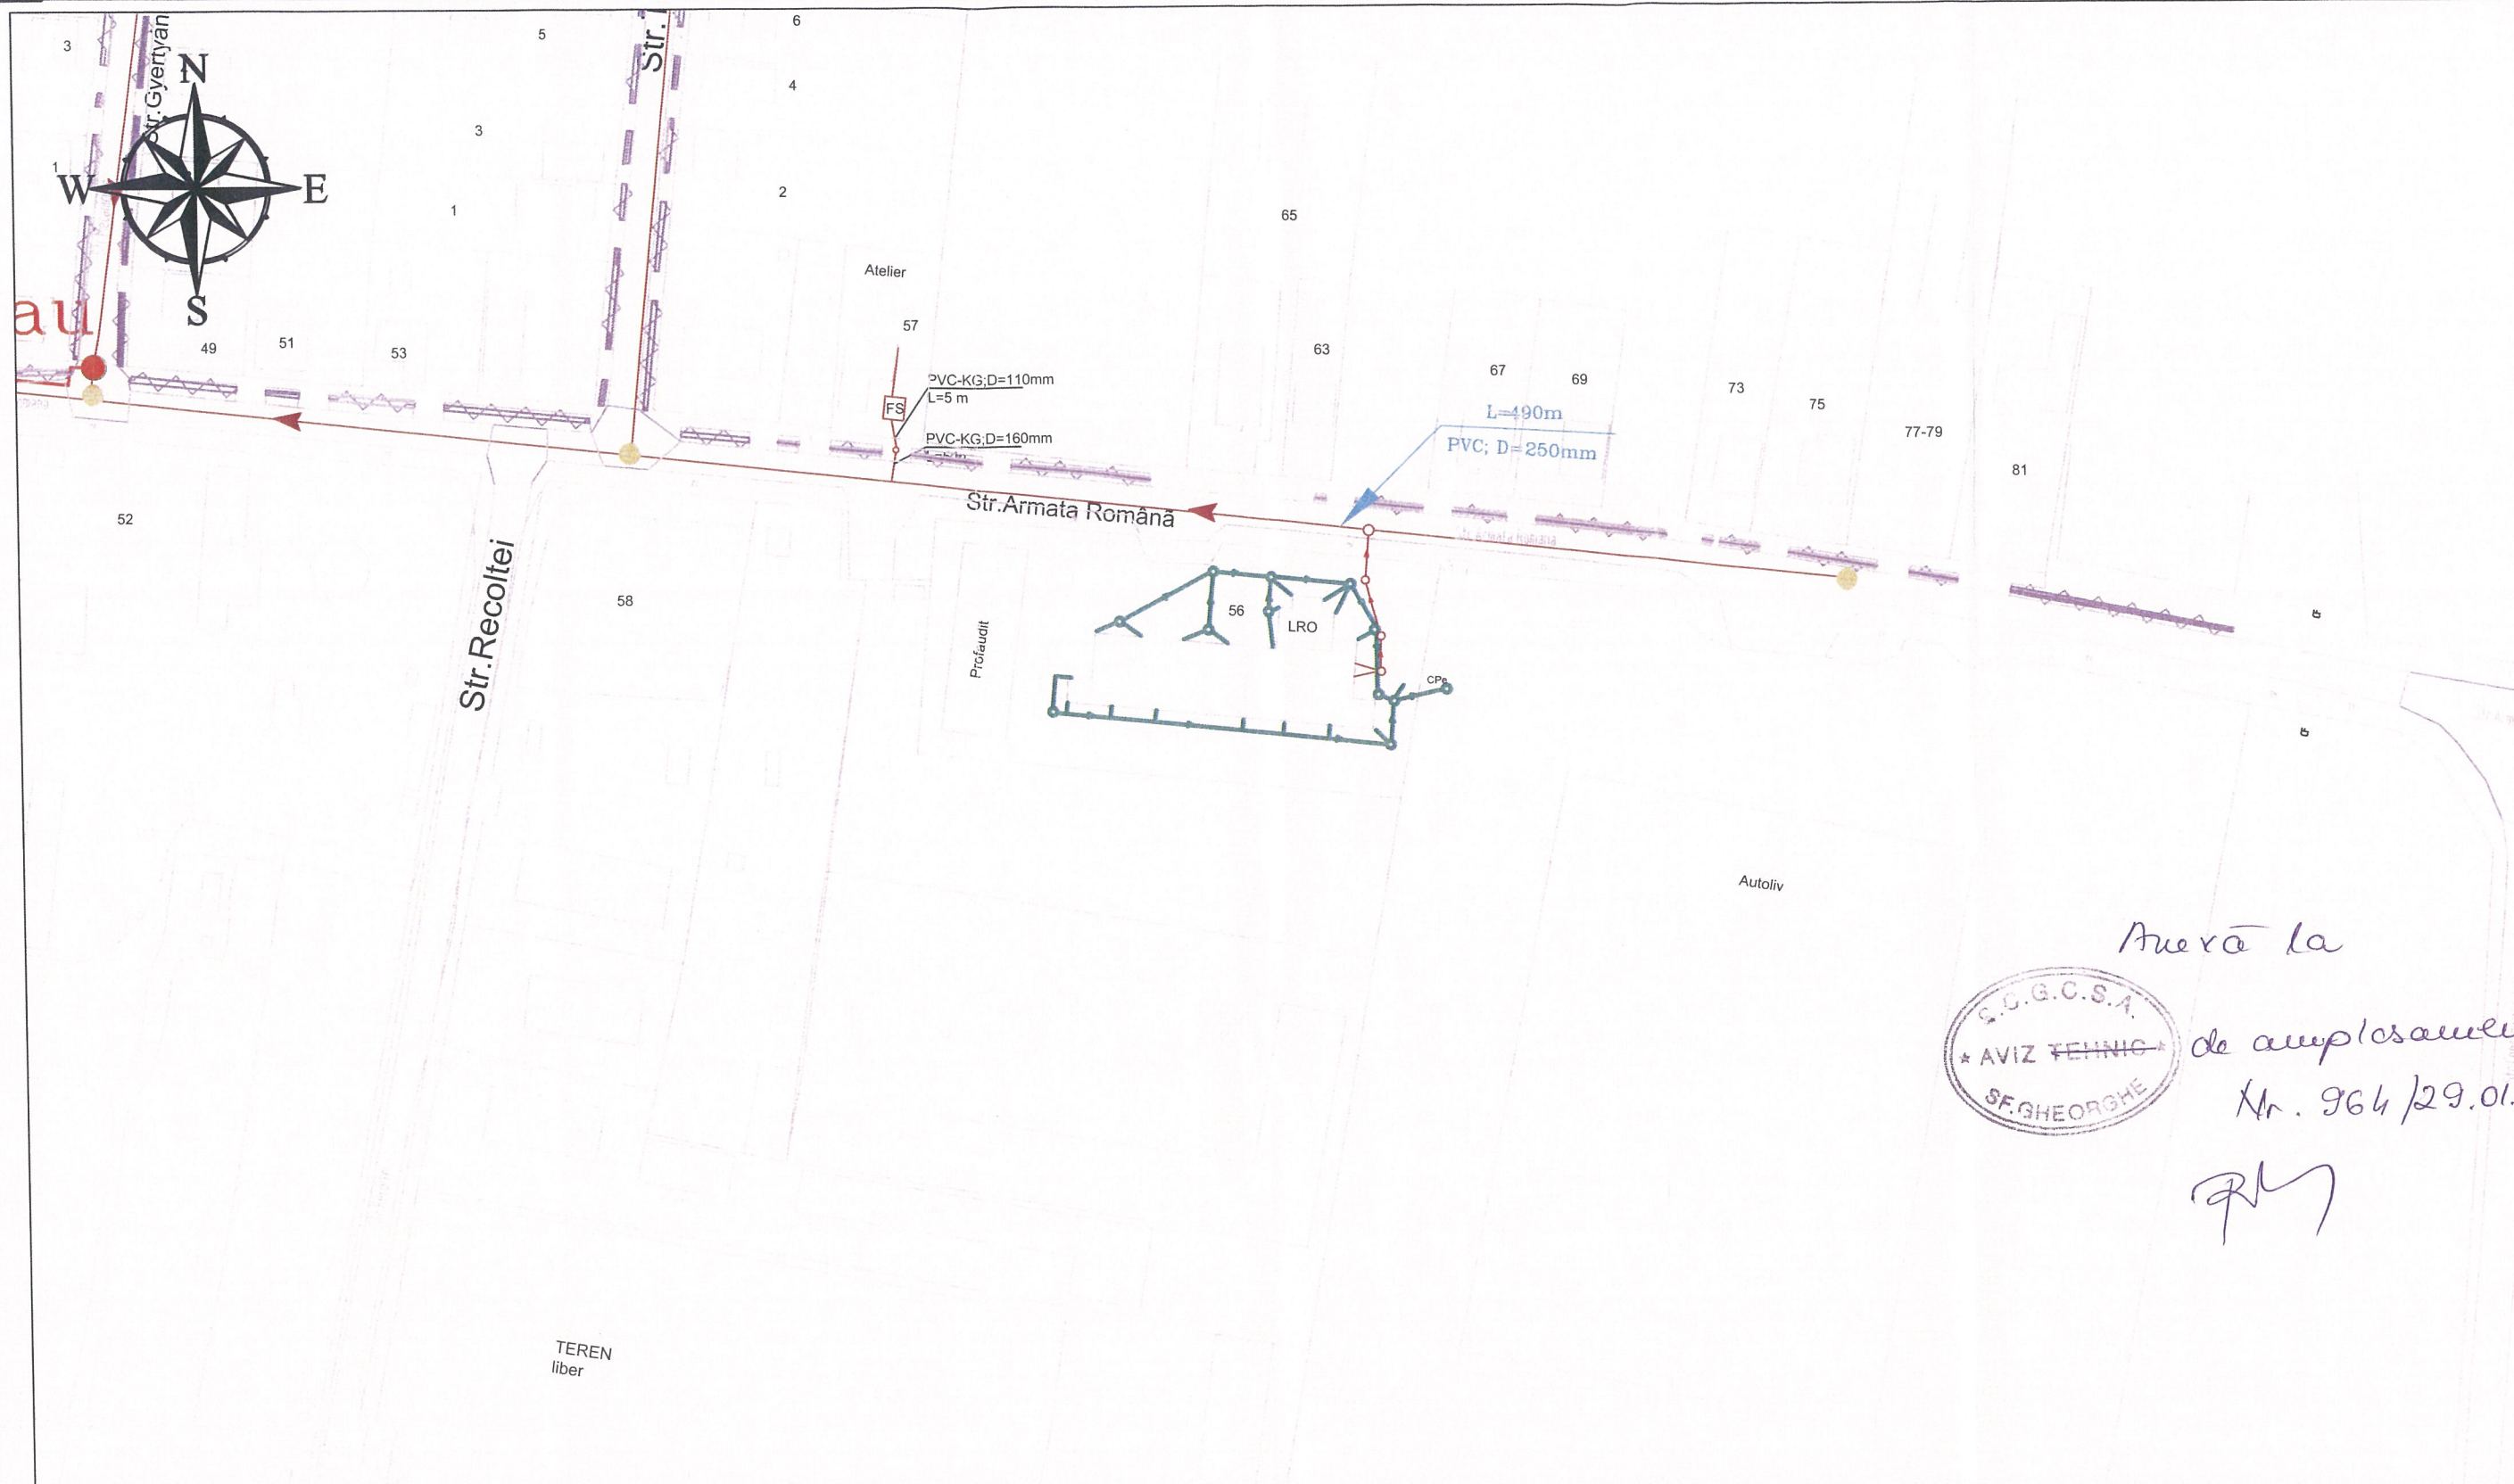 3
Str.Gyertyan
5
Str.
6
N
4
3
1
W
E
1
2
65
Atelier
S
au
57
49
51
53
63
67
69
73
75
77-79
81
PVC-KG;D=110mm
L=5 m
FS
PVC-KG;D=160mm
L=490m
PVC; D=250mm
Str.Armata Română
52
Str.Recoltei
58
Profaudit
56
LRO
CPe
Autoliv
Anexă la
S.C.G.C.S.A.
* AVIZ TEHNIC *
SF.GHEORGHE
de amplasamen
Nr. 964/29.01.
TEREN
liber